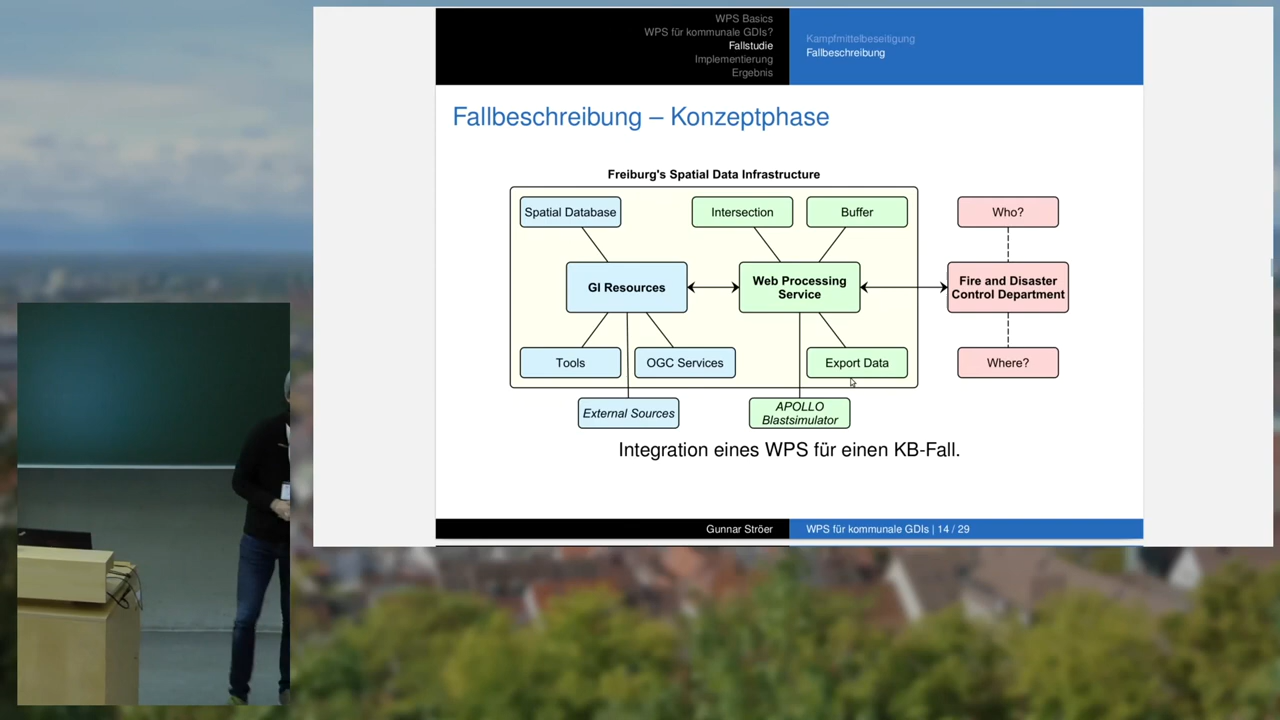 WPS Basics
WPS für kommunale GDIs?
Fallstudie
Implementierung
Ergebnis
Kampfmittelbeseitigung
Fallbeschreibung
Fallbeschreibung – Konzeptphase
Freiburg's Spatial Data Infrastructure
Spatial Database
Intersection
Buffer
Who?
GI Resources
Web Processing
Service
Fire and Disaster
Control Department
Tools
OGC Services
Export Data
Where?
External Sources
APOLLO
Blastsimulator
Integration eines WPS für einen KB-Fall.
Gunnar Ströer
WPS für kommunale GDIs | 14 / 29